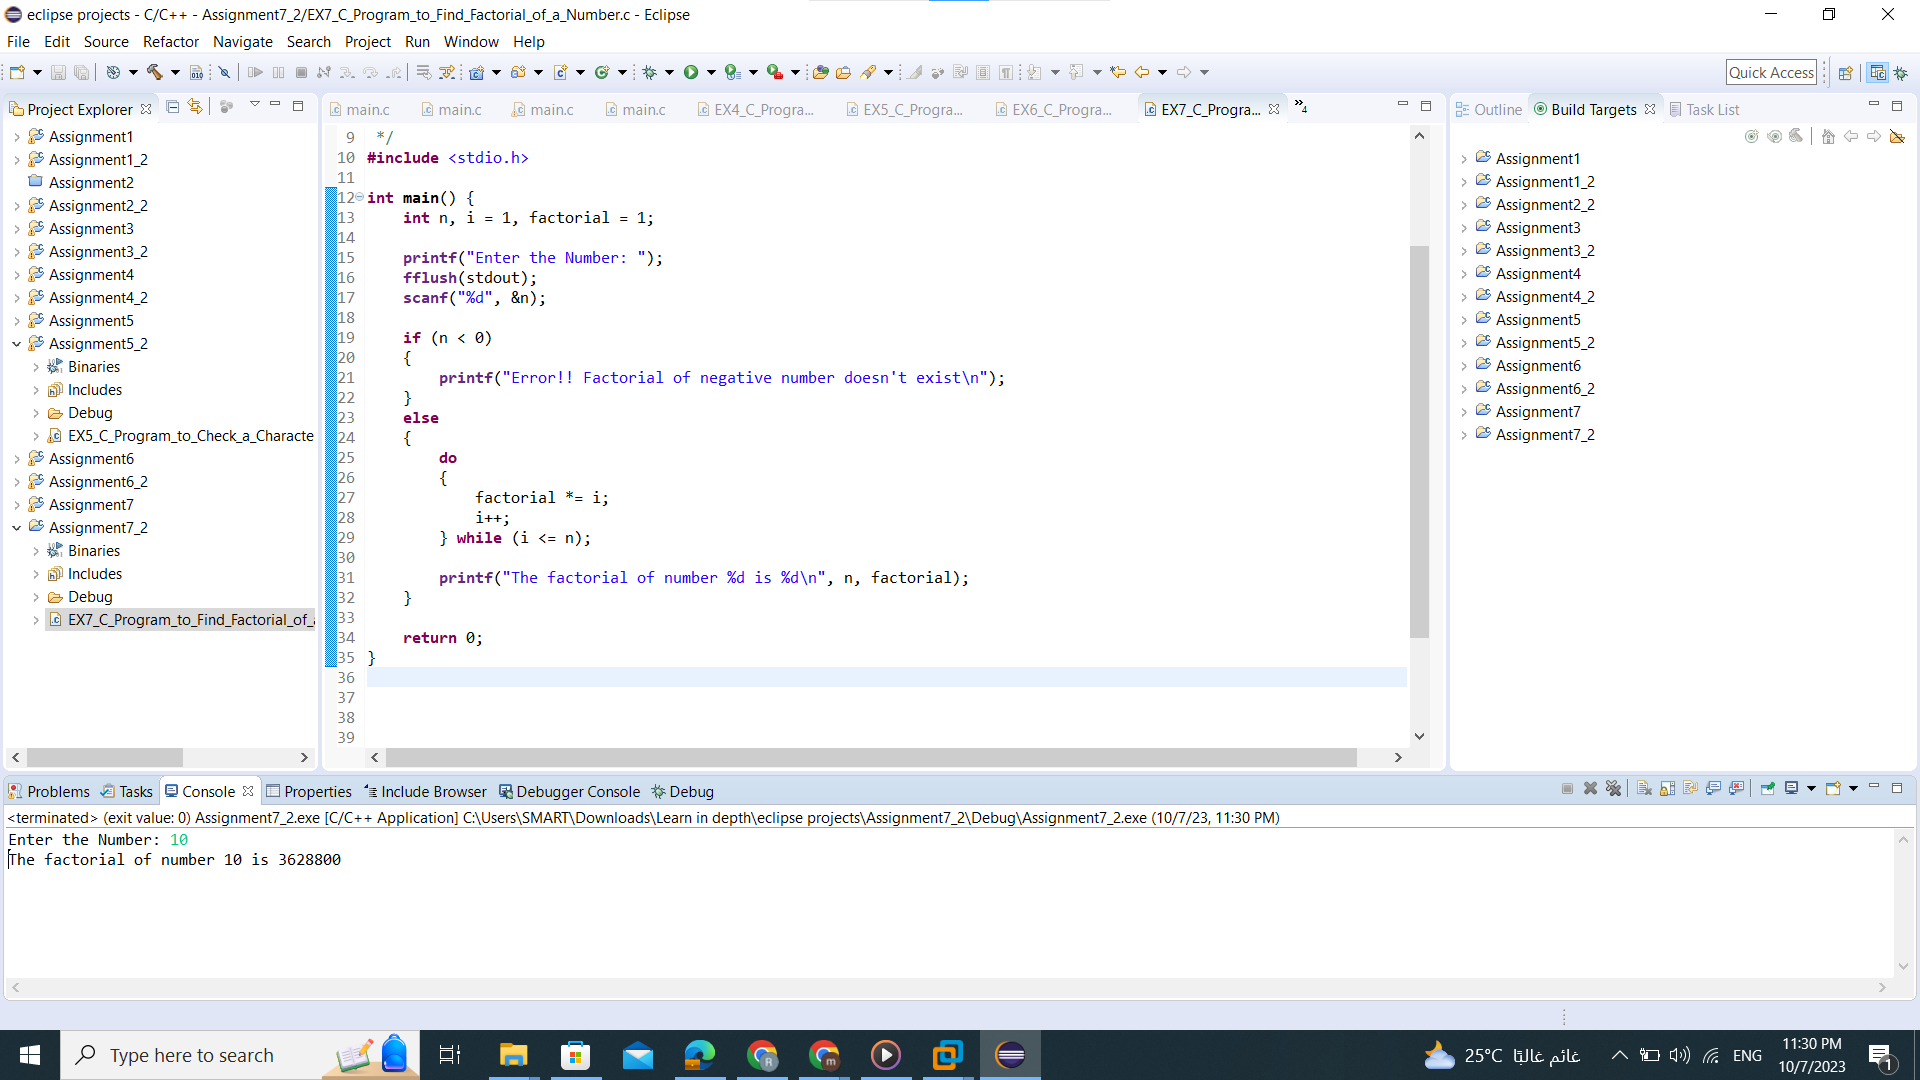 eclipse projects - C/C++ - Assignment7_2/EX7_C_Program_to_Find_Factorial_of_a_Number.c - Eclipse
File Edit Source Refactor Navigate Search Project Run Window Help
Quick Access
Project Explorer
Assignment1
Assignment1_2
Assignment2
Assignment2_2
Assignment3
Assignment3_2
Assignment4
Assignment4_2
Assignment5
Assignment5_2
Binaries
Includes
Debug
EX5_C_Program_to_Check_a_Characte
Assignment6
Assignment6_2
Assignment7
Assignment7_2
Binaries
Includes
Debug
EX7_C_Program_to_Find_Factorial_of_a
main.c main.c main.c main.c EX4_C_Progra... EX5_C_Progra... EX6_C_Progra... EX7_C_Progra... »4
9 */
10 #include <stdio.h>
11
12 int main() {
13 int n, i = 1, factorial = 1;
14
15 printf("Enter the Number: ");
16 fflush(stdout);
17 scanf("%d", &n);
18
19 if (n < 0)
20 {
21 printf("Error!! Factorial of negative number doesn't exist\n");
22 }
23 else
24 {
25 do
26 {
27 factorial *= i;
28 i++;
29 } while (i <= n);
30
31 printf("The factorial of number %d is %d\n", n, factorial);
32 }
33
34 return 0;
35 }
36
37
38
39
Outline Build Targets Task List
Assignment1
Assignment1_2
Assignment2_2
Assignment3
Assignment3_2
Assignment4
Assignment4_2
Assignment5
Assignment5_2
Assignment6
Assignment6_2
Assignment7
Assignment7_2
Problems Tasks Console Properties Include Browser Debugger Console Debug
<terminated> (exit value: 0) Assignment7_2.exe [C/C++ Application] C:\Users\SMART\Downloads\Learn in depth\eclipse projects\Assignment7_2\Debug\Assignment7_2.exe (10/7/23, 11:30 PM)
Enter the Number: 10
The factorial of number 10 is 3628800
Type here to search
25°C غائم غالبًا
ENG
11:30 PM
10/7/2023
1